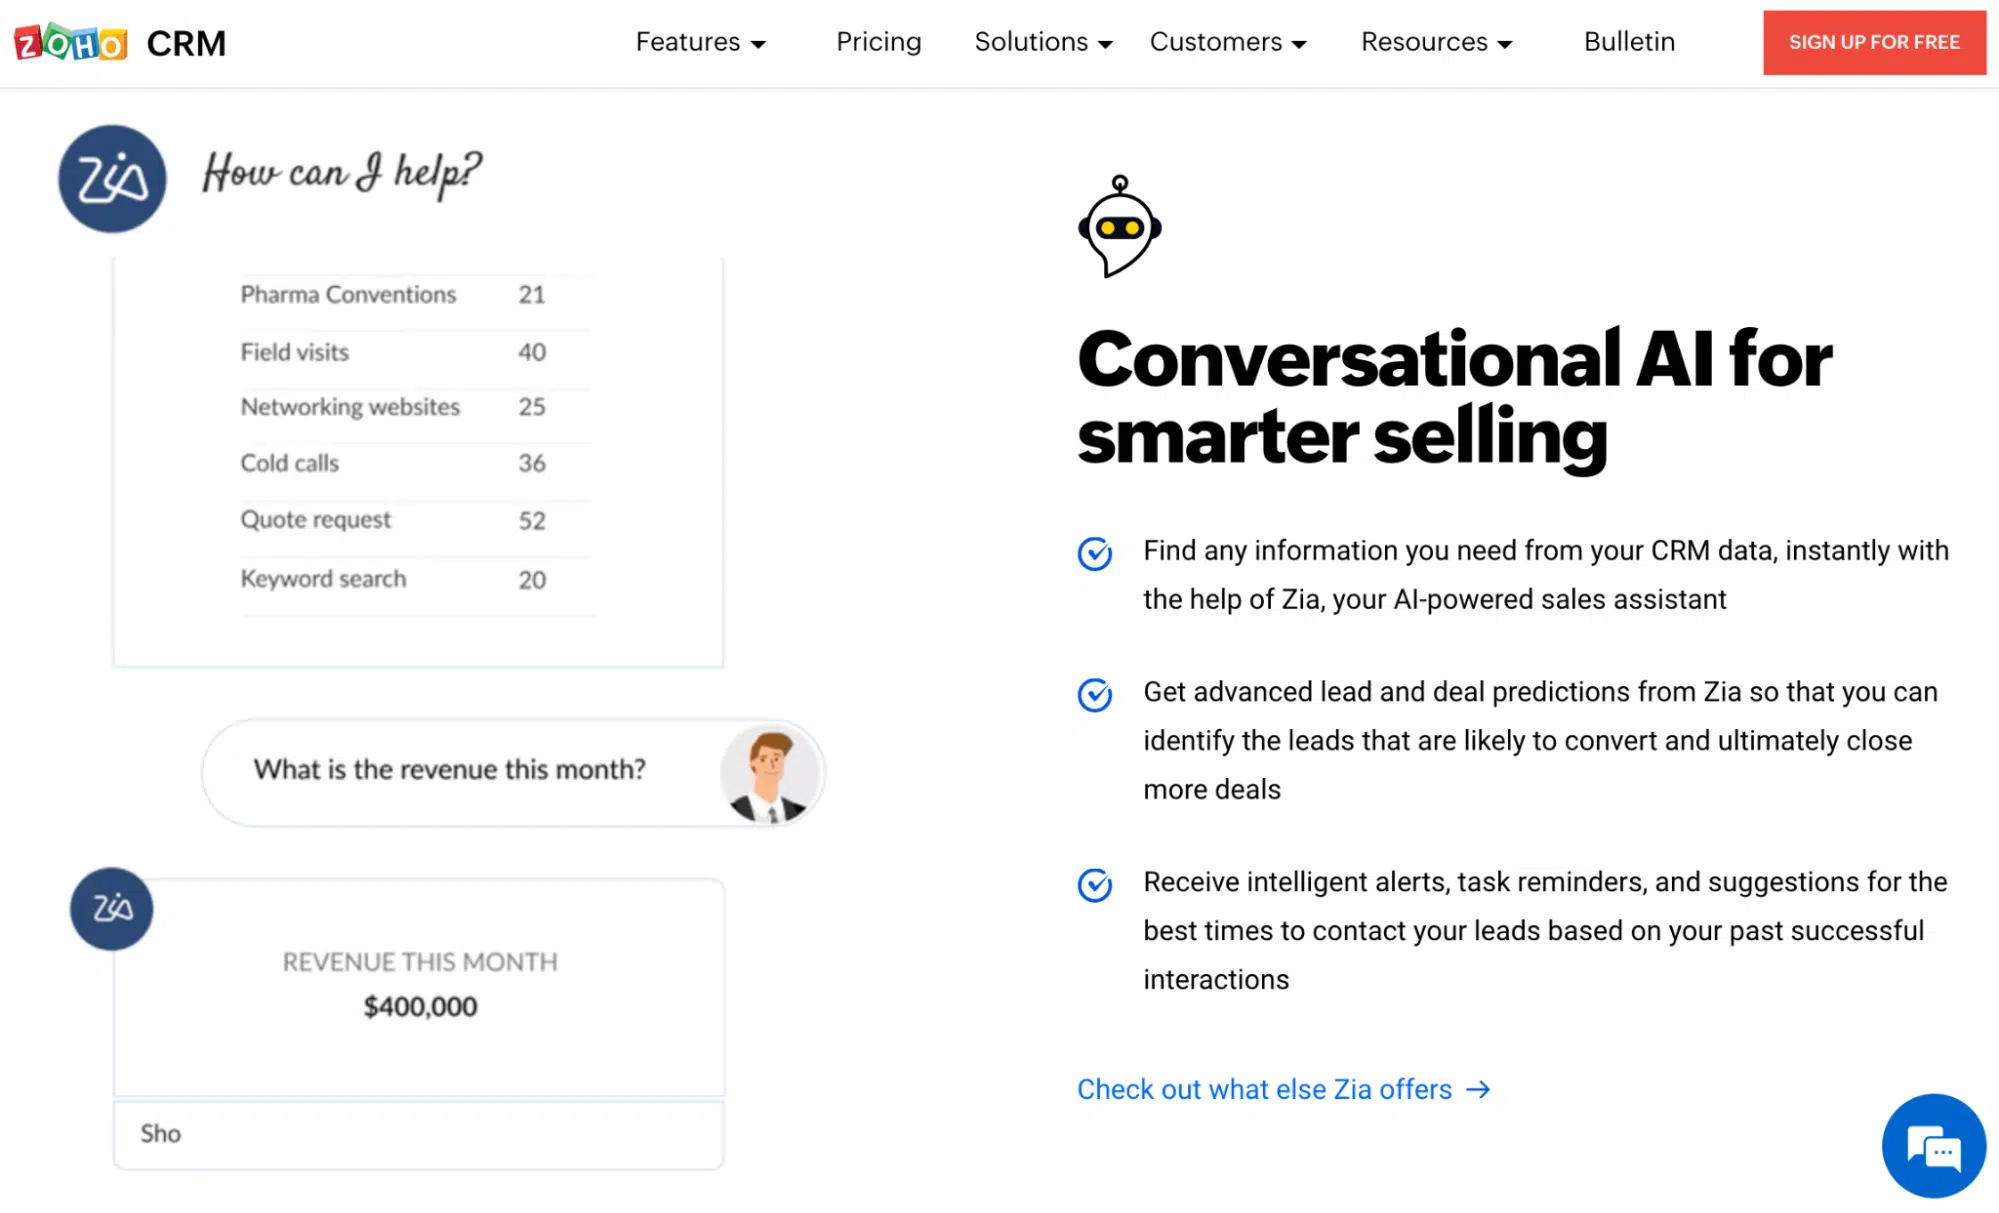 ZOHO CRM
Features Pricing Solutions Customers Resources Bulletin SIGN UP FOR FREE
Zia How can I help?
Pharma Conventions 21
Field visits 40
Networking websites 25
Cold calls 36
Quote request 52
Keyword search 20
What is the revenue this month?
Zia
REVENUE THIS MONTH
$400,000
Sho
Conversational AI for
smarter selling
Find any information you need from your CRM data, instantly with
the help of Zia, your AI-powered sales assistant
Get advanced lead and deal predictions from Zia so that you can
identify the leads that are likely to convert and ultimately close
more deals
Receive intelligent alerts, task reminders, and suggestions for the
best times to contact your leads based on your past successful
interactions
Check out what else Zia offers →